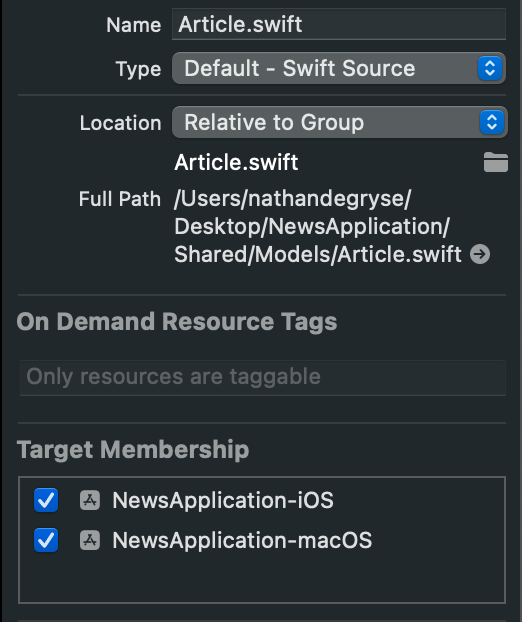 Name Article.swift
Type Default - Swift Source
Location Relative to Group
Article.swift
Full Path /Users/nathandegryse/
Desktop/NewsApplication/
Shared/Models/Article.swift
On Demand Resource Tags
Only resources are taggable
Target Membership
NewsApplication-iOS
NewsApplication-macOS